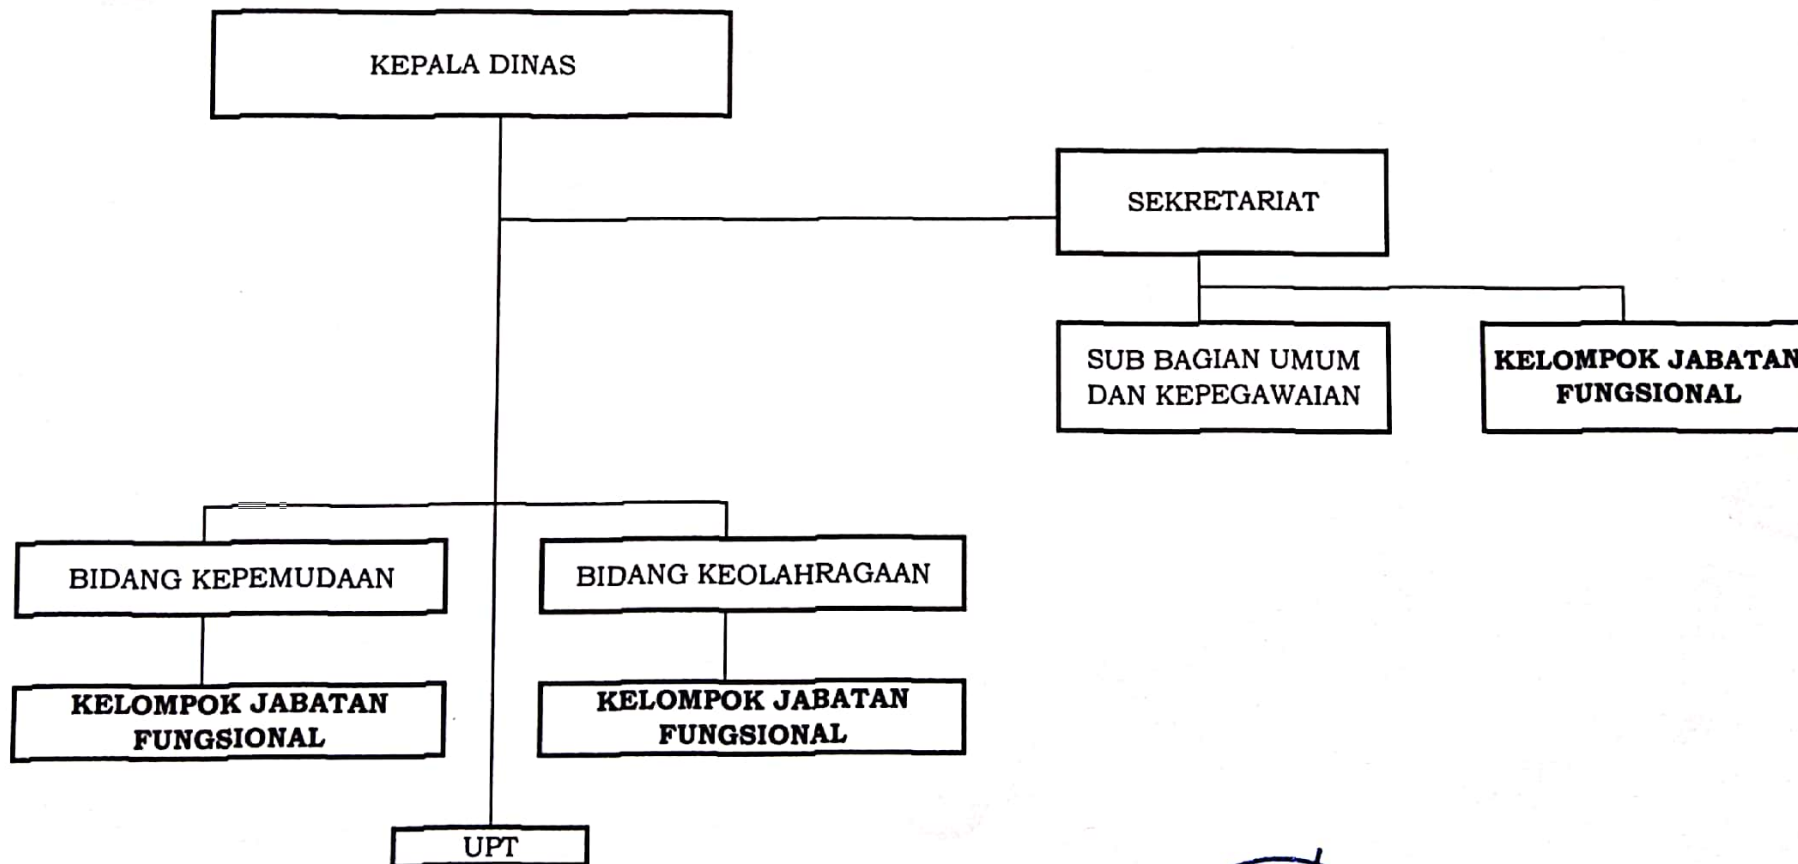 KEPALA DINAS
SEKRETARIAT
SUB BAGIAN UMUM
DAN KEPEGAWAIAN
KELOMPOK JABATAN
FUNGSIONAL
BIDANG KEPEMUDAAN
BIDANG KEOLAHRAGAAN
KELOMPOK JABATAN
FUNGSIONAL
KELOMPOK JABATAN
FUNGSIONAL
UPT